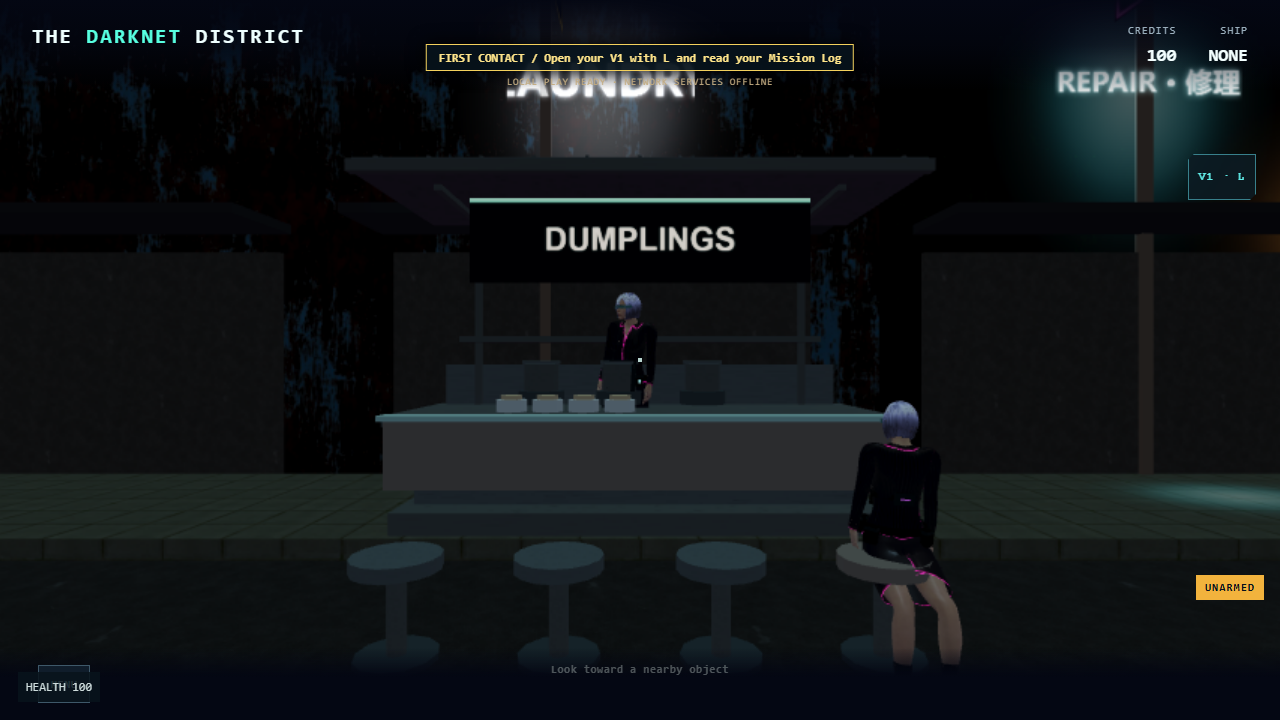 THE DARKNET DISTRICT
CREDITS
100
SHIP
NONE
FIRST CONTACT / Open your V1 with L and read your Mission Log
SERVICES OFFLINE
REPAIR・修理
V1 · L
DUMPLINGS
UNARMED
Look toward a nearby object
HEALTH 100